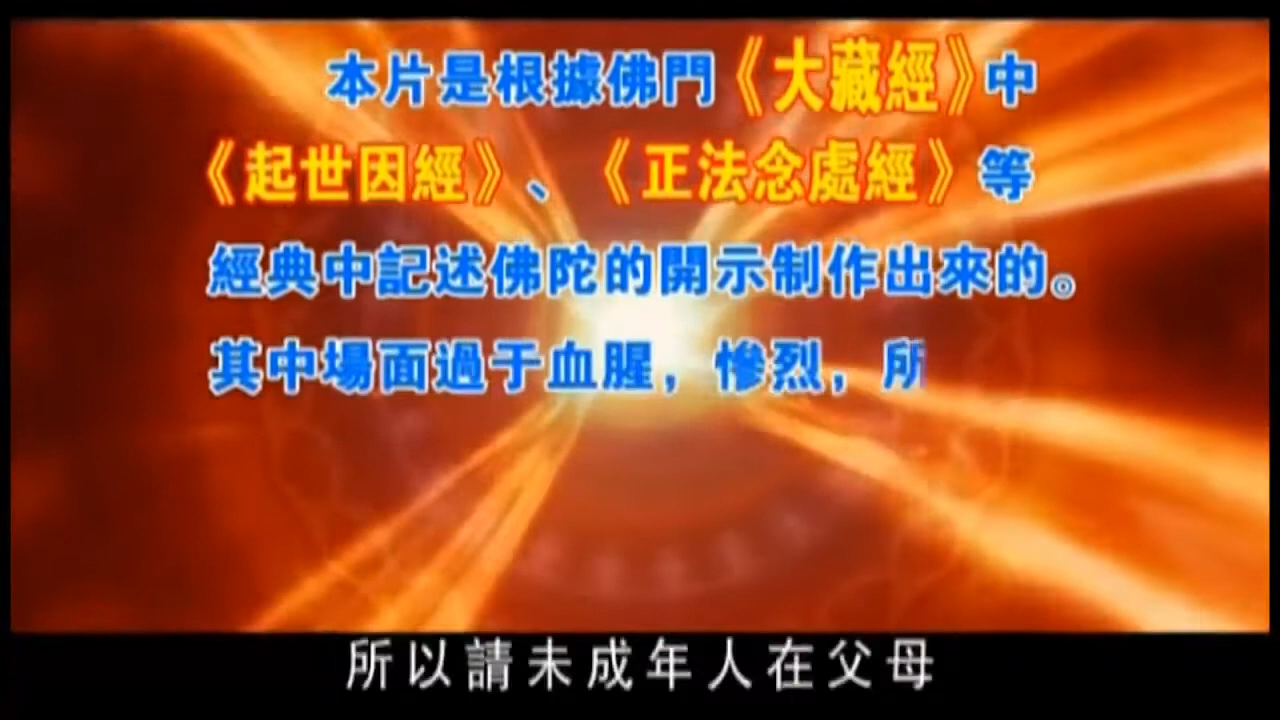 本片是根據佛門《大藏經》中
《起世因經》、《正法念處經》等
經典中記述佛陀的開示制作出來的。
其中場面過于血腥，慘烈，所
所以請未成年人在父母